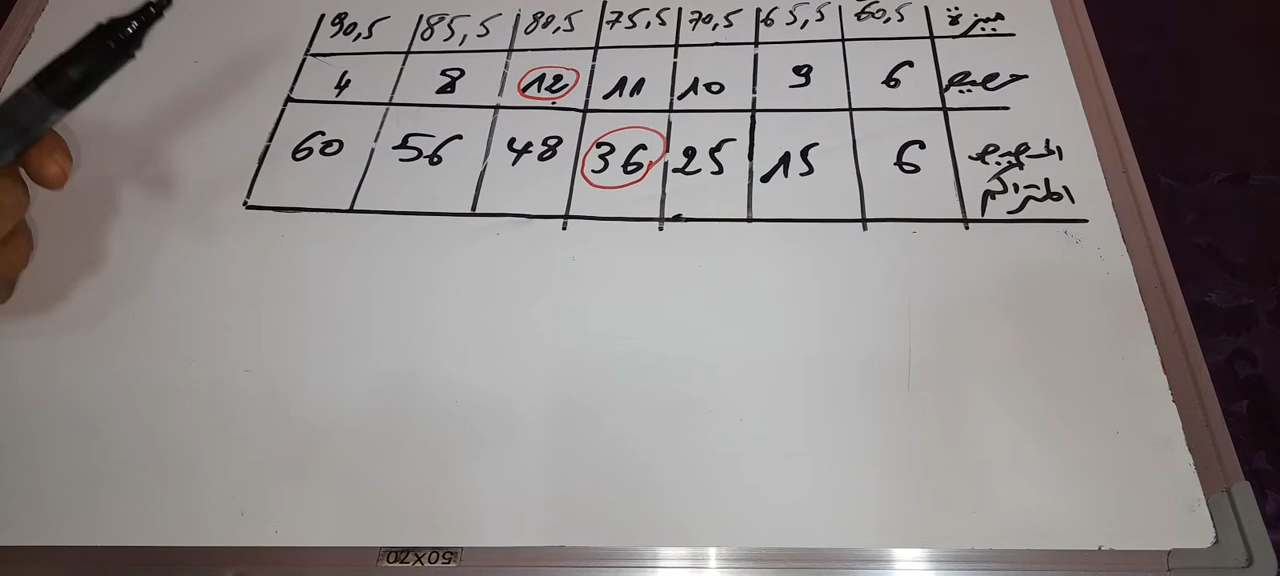 ميزة 60,5 65,5 70,5 75,5 80,5 85,5 90,5
حصيص 6 9 10 11 12 8 4
الحصيص 6 15 25 36 48 56 60
المتراكم
50X70